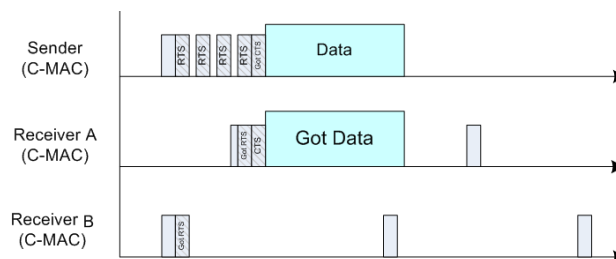 Sender
(C-MAC)
RTS
RTS
RTS
RTS
Got CTS
Data
Receiver A
(C-MAC)
Got RTS
CTS
Got Data
Receiver B
(C-MAC)
Got RTS